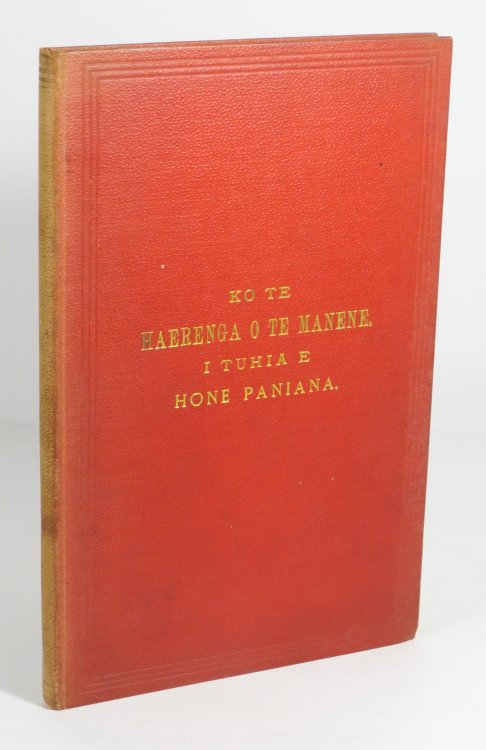 KO TE
HAERENGA O TE MANENE.
I TUHIA E
HONE PANIANA.